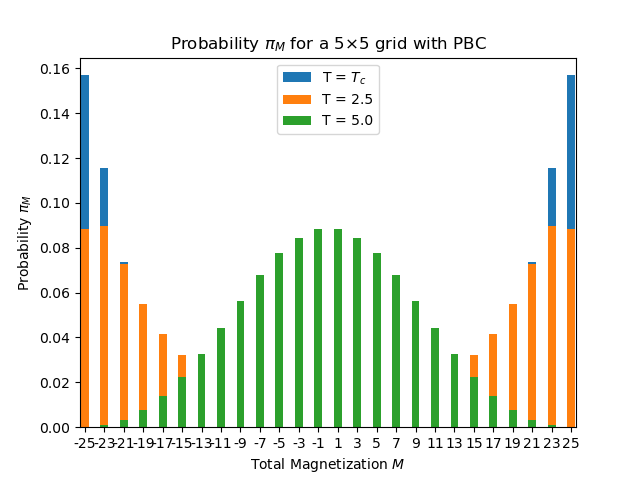 Probability π_M for a 5×5 grid with PBC
T = T_c
T = 2.5
T = 5.0
Probability π_M
0.16
0.14
0.12
0.10
0.08
0.06
0.04
0.02
0.00
-25 -23 -21 -19 -17 -15 -13 -11 -9 -7 -5 -3 -1 1 3 5 7 9 11 13 15 17 19 21 23 25
Total Magnetization M